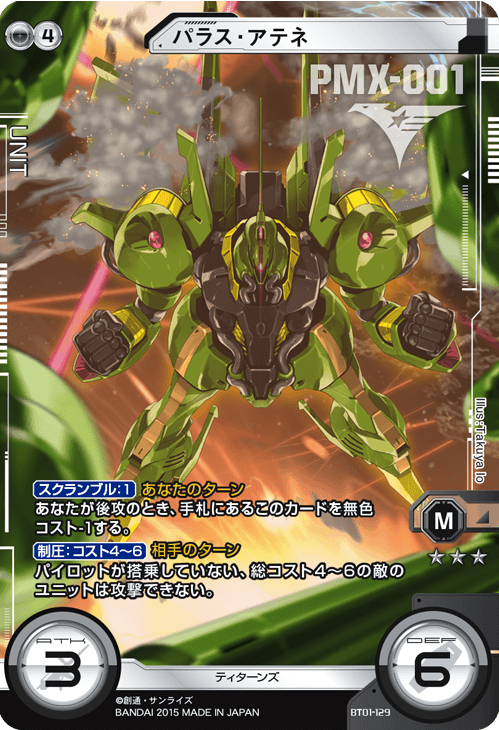 4
パラス・アテネ
PMX-001
UNIT
Illus:Takuya Io
スクランブル:1 あなたのターン
あなたが後攻のとき、手札にあるこのカードを無色
コスト-1する。
制圧:コスト4〜6 相手のターン
パイロットが搭乗していない、総コスト4〜6の敵の
ユニットは攻撃できない。
M
ATK
3
DEF
6
ティターンズ
©創通・サンライズ
BANDAI 2015 MADE IN JAPAN
BT01-129